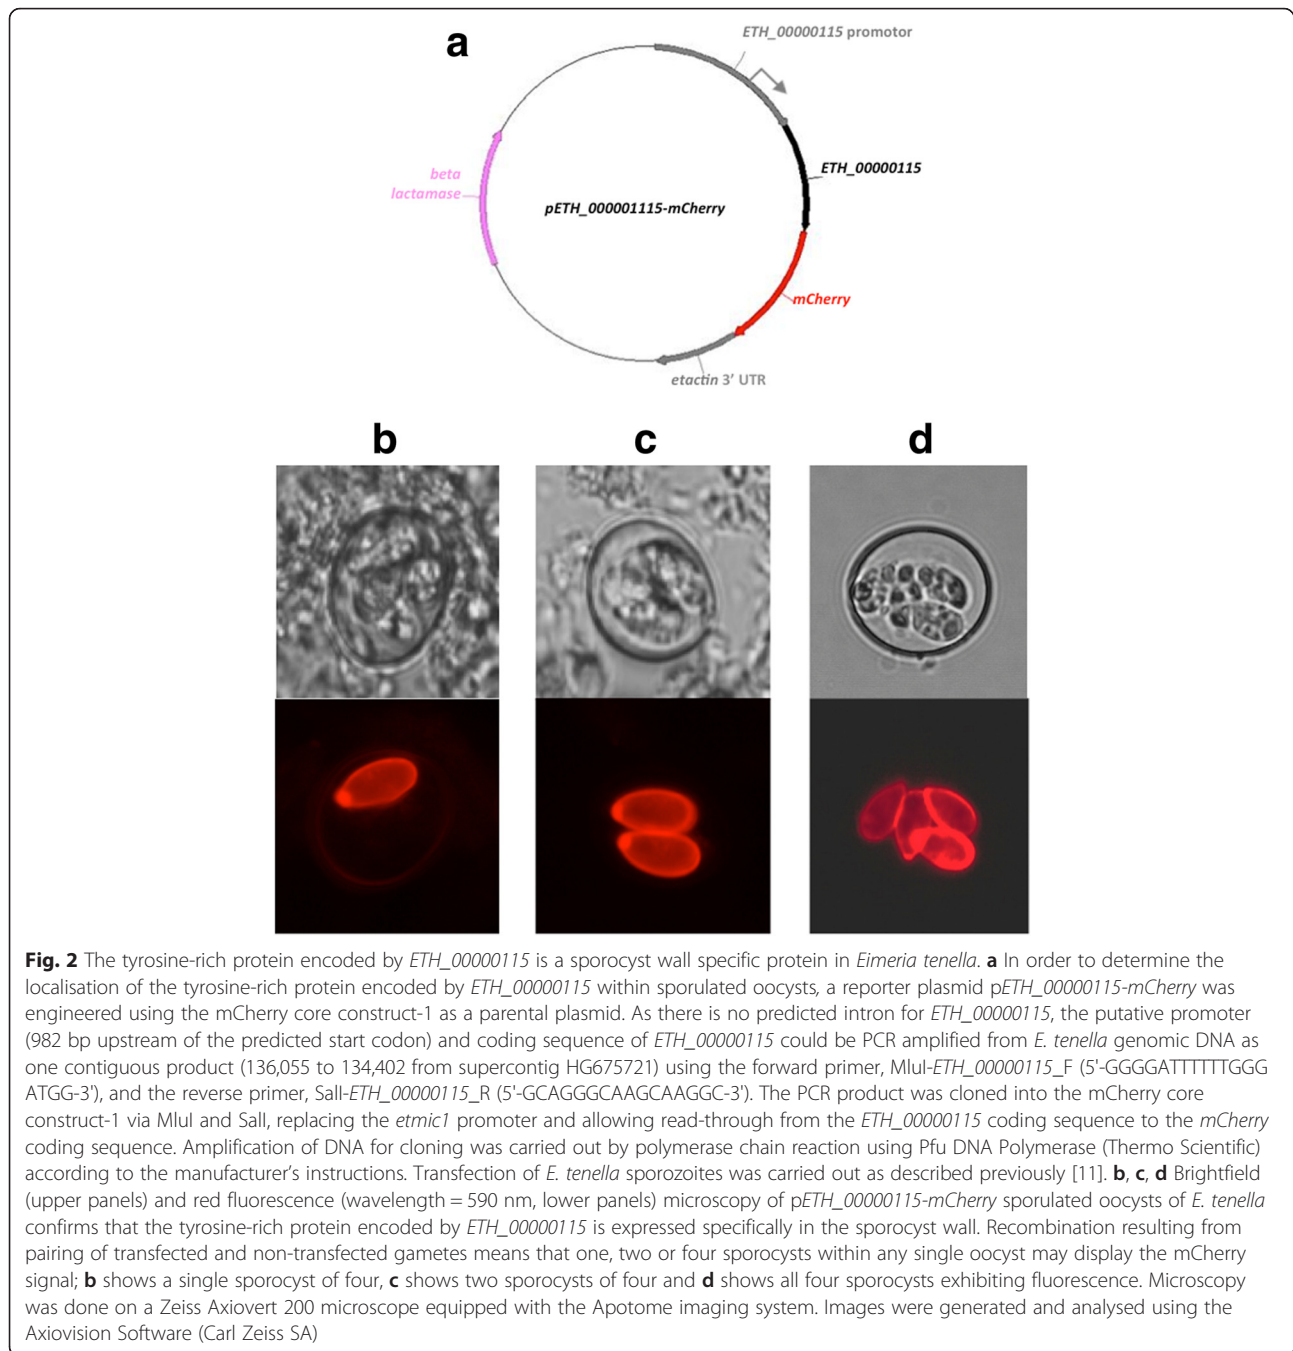 a
ETH_00000115 promotor
ETH_00000115
beta
lactamase
pETH_000001115-mCherry
mCherry
etactin 3' UTR
b
c
d
Fig. 2 The tyrosine-rich protein encoded by ETH_00000115 is a sporocyst wall specific protein in Eimeria tenella. a In order to determine the
localisation of the tyrosine-rich protein encoded by ETH_00000115 within sporulated oocysts, a reporter plasmid pETH_00000115-mCherry was
engineered using the mCherry core construct-1 as a parental plasmid. As there is no predicted intron for ETH_00000115, the putative promoter
(982 bp upstream of the predicted start codon) and coding sequence of ETH_00000115 could be PCR amplified from E. tenella genomic DNA as
one contiguous product (136,055 to 134,402 from supercontig HG675721) using the forward primer, MluI-ETH_00000115_F (5'-GGGGATTTTTTGGG
ATGG-3'), and the reverse primer, SalI-ETH_00000115_R (5'-GCAGGGCAAGCAAGGC-3'). The PCR product was cloned into the mCherry core
construct-1 via MluI and SalI, replacing the etmic1 promoter and allowing read-through from the ETH_00000115 coding sequence to the mCherry
coding sequence. Amplification of DNA for cloning was carried out by polymerase chain reaction using Pfu DNA Polymerase (Thermo Scientific)
according to the manufacturer's instructions. Transfection of E. tenella sporozoites was carried out as described previously [11]. b, c, d Brightfield
(upper panels) and red fluorescence (wavelength = 590 nm, lower panels) microscopy of pETH_00000115-mCherry sporulated oocysts of E. tenella
confirms that the tyrosine-rich protein encoded by ETH_00000115 is expressed specifically in the sporocyst wall. Recombination resulting from
pairing of transfected and non-transfected gametes means that one, two or four sporocysts within any single oocyst may display the mCherry
signal; b shows a single sporocyst of four, c shows two sporocysts of four and d shows all four sporocysts exhibiting fluorescence. Microscopy
was done on a Zeiss Axiovert 200 microscope equipped with the Apotome imaging system. Images were generated and analysed using the
Axiovision Software (Carl Zeiss SA)